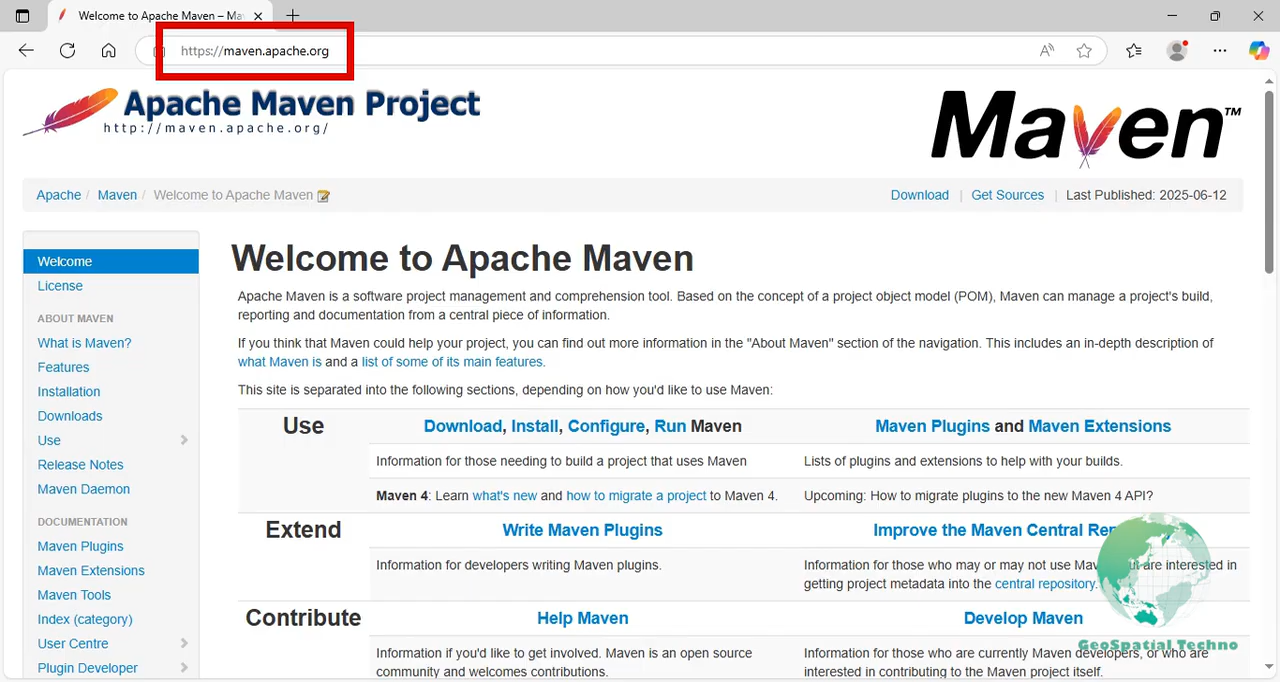 Welcome to Apache Maven – Ma
https://maven.apache.org
Apache Maven Project
http://maven.apache.org/
Maven™
Apache / Maven / Welcome to Apache Maven
Download | Get Sources | Last Published: 2025-06-12
Welcome
License
ABOUT MAVEN
What is Maven?
Features
Installation
Downloads
Use
Release Notes
Maven Daemon
DOCUMENTATION
Maven Plugins
Maven Extensions
Maven Tools
Index (category)
User Centre
Plugin Developer
Welcome to Apache Maven
Apache Maven is a software project management and comprehension tool. Based on the concept of a project object model (POM), Maven can manage a project's build,
reporting and documentation from a central piece of information.
If you think that Maven could help your project, you can find out more information in the "About Maven" section of the navigation. This includes an in-depth description of
what Maven is and a list of some of its main features.
This site is separated into the following sections, depending on how you'd like to use Maven:
Use
Download, Install, Configure, Run Maven
Maven Plugins and Maven Extensions
Information for those needing to build a project that uses Maven
Lists of plugins and extensions to help with your builds.
Maven 4: Learn what's new and how to migrate a project to Maven 4.
Upcoming: How to migrate plugins to the new Maven 4 API?
Extend
Write Maven Plugins
Improve the Maven Central
Information for developers writing Maven plugins.
Information for those who may or may not use are interested in
getting project metadata into the central repository.
Contribute
Help Maven
Develop Maven
Information if you'd like to get involved. Maven is an open source
community and welcomes contributions.
Information for those who are currently Maven developers, or who are
interested in contributing to the Maven project itself.
GeoSpatial Techno